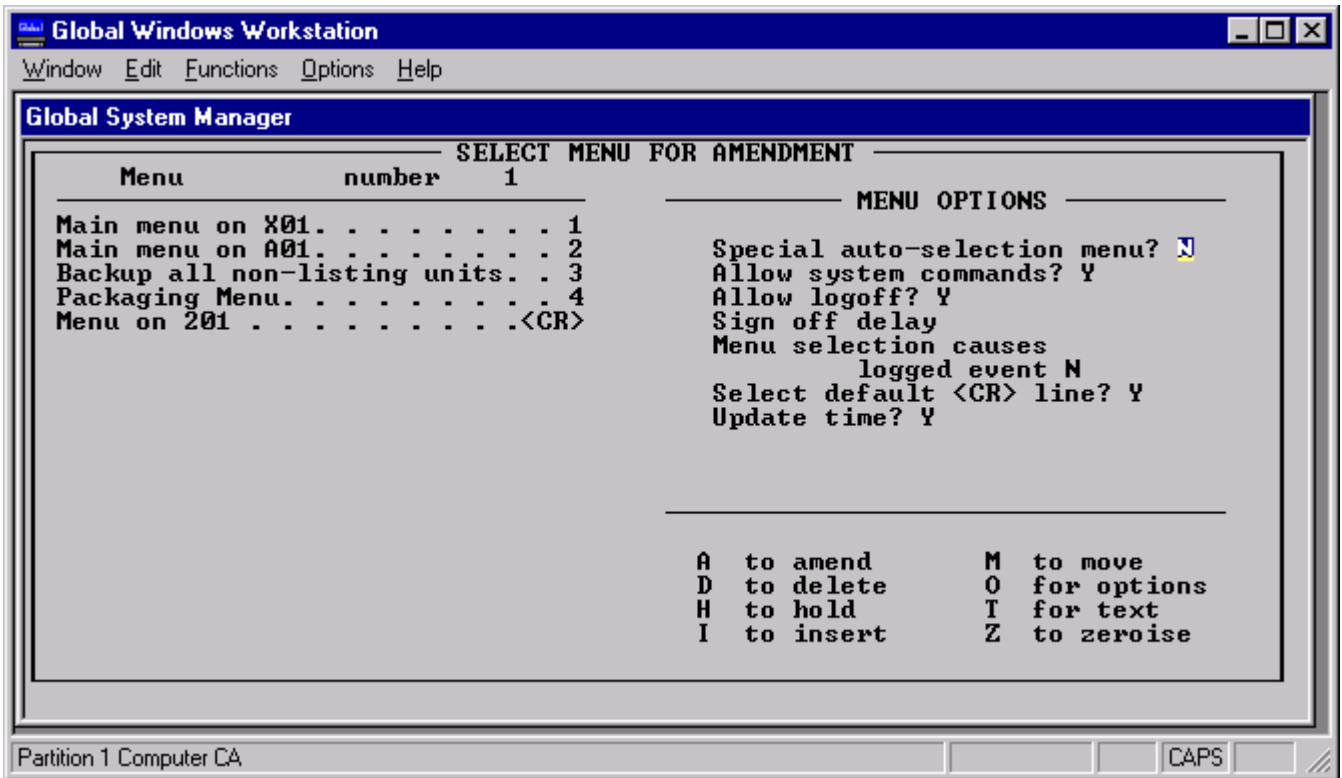 Global Windows Workstation
Window Edit Functions Options Help
Global System Manager
SELECT MENU FOR AMENDMENT
Menu number 1
Main menu on X01. . . . . . . . . 1
Main menu on A01. . . . . . . . . 2
Backup all non-listing units. . 3
Packaging Menu. . . . . . . . . . 4
Menu on 201 . . . . . . . . . .<CR>
MENU OPTIONS
Special auto-selection menu? N
Allow system commands? Y
Allow logoff? Y
Sign off delay
Menu selection causes
logged event N
Select default <CR> line? Y
Update time? Y
A to amend M to move
D to delete O for options
H to hold T for text
I to insert Z to zeroise
Partition 1 Computer CA CAPS